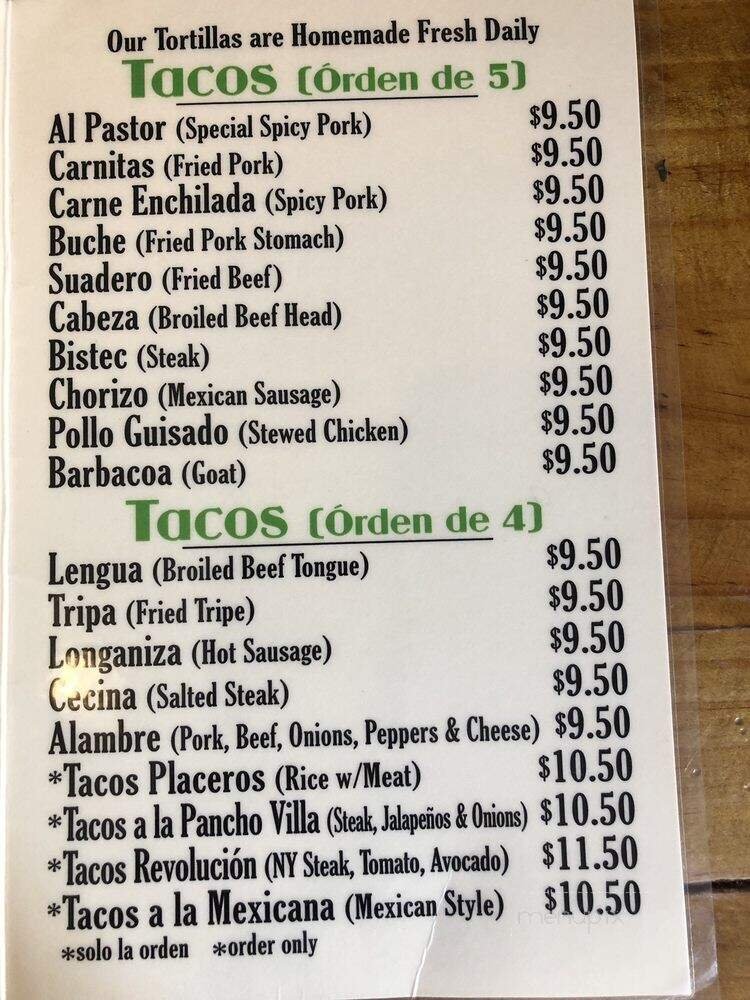 Our Tortillas are Homemade Fresh Daily
Tacos (Órden de 5)
Al Pastor (Special Spicy Pork) $9.50
Carnitas (Fried Pork) $9.50
Carne Enchilada (Spicy Pork) $9.50
Buche (Fried Pork Stomach) $9.50
Suadero (Fried Beef) $9.50
Cabeza (Broiled Beef Head) $9.50
Bistec (Steak) $9.50
Chorizo (Mexican Sausage) $9.50
Pollo Guisado (Stewed Chicken) $9.50
Barbacoa (Goat) $9.50
Tacos (Órden de 4)
Lengua (Broiled Beef Tongue) $9.50
Tripa (Fried Tripe) $9.50
Longaniza (Hot Sausage) $9.50
Cecina (Salted Steak) $9.50
Alambre (Pork, Beef, Onions, Peppers & Cheese) $9.50
*Tacos Placeros (Rice w/Meat) $10.50
*Tacos a la Pancho Villa (Steak, Jalapeños & Onions) $10.50
*Tacos Revolución (NY Steak, Tomato, Avocado) $11.50
*Tacos a la Mexicana (Mexican Style) $10.50
*solo la orden *order only